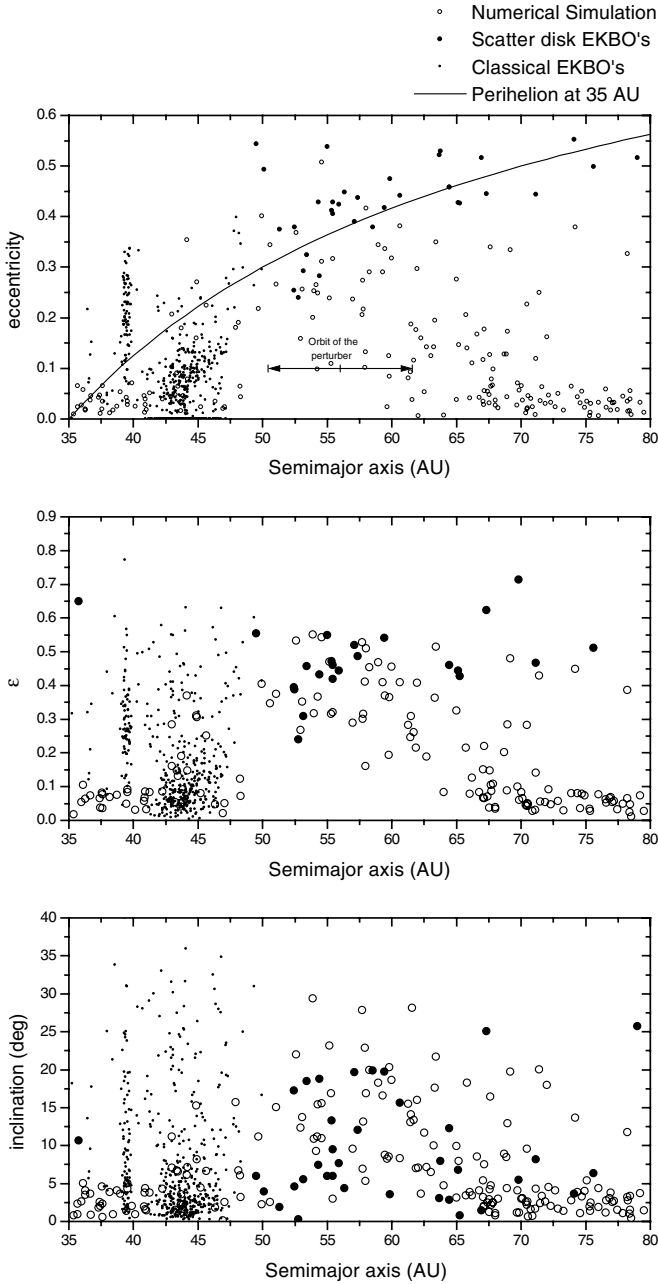 Numerical Simulation
Scatter disk EKBO's
Classical EKBO's
Perihelion at 35 AU
0.6
0.5
0.4
0.3
0.2
0.1
0.0
eccentricity
Orbit of the
perturber
35 40 45 50 55 60 65 70 75 80
Semimajor axis (AU)
0.9
0.8
0.7
0.6
0.5
0.4
0.3
0.2
0.1
0.0
ε
35 40 45 50 55 60 65 70 75 80
Semimajor axis (AU)
40
35
30
25
20
15
10
5
0
inclination (deg)
35 40 45 50 55 60 65 70 75 80
Semimajor axis (AU)